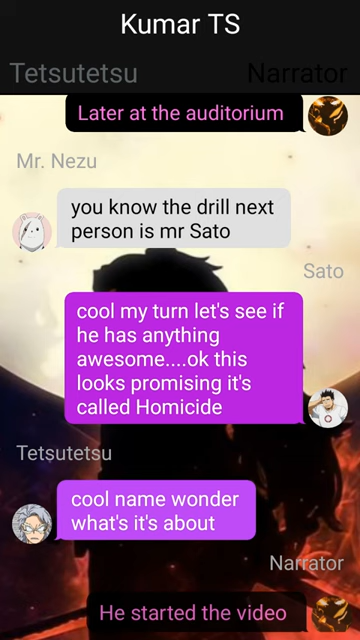 Kumar TS
Tetsutetsu
Narrator
Later at the auditorium
Mr. Nezu
you know the drill next
person is mr Sato
Sato
cool my turn let's see if
he has anything
awesome....ok this
looks promising it's
called Homicide
Tetsutetsu
cool name wonder
what's it's about
Narrator
He started the video